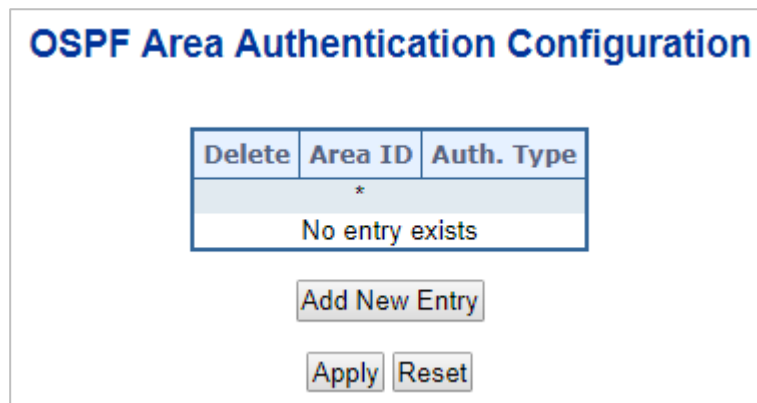 OSPF Area Authentication Configuration
Delete Area ID Auth. Type
*
No entry exists
Add New Entry
Apply Reset